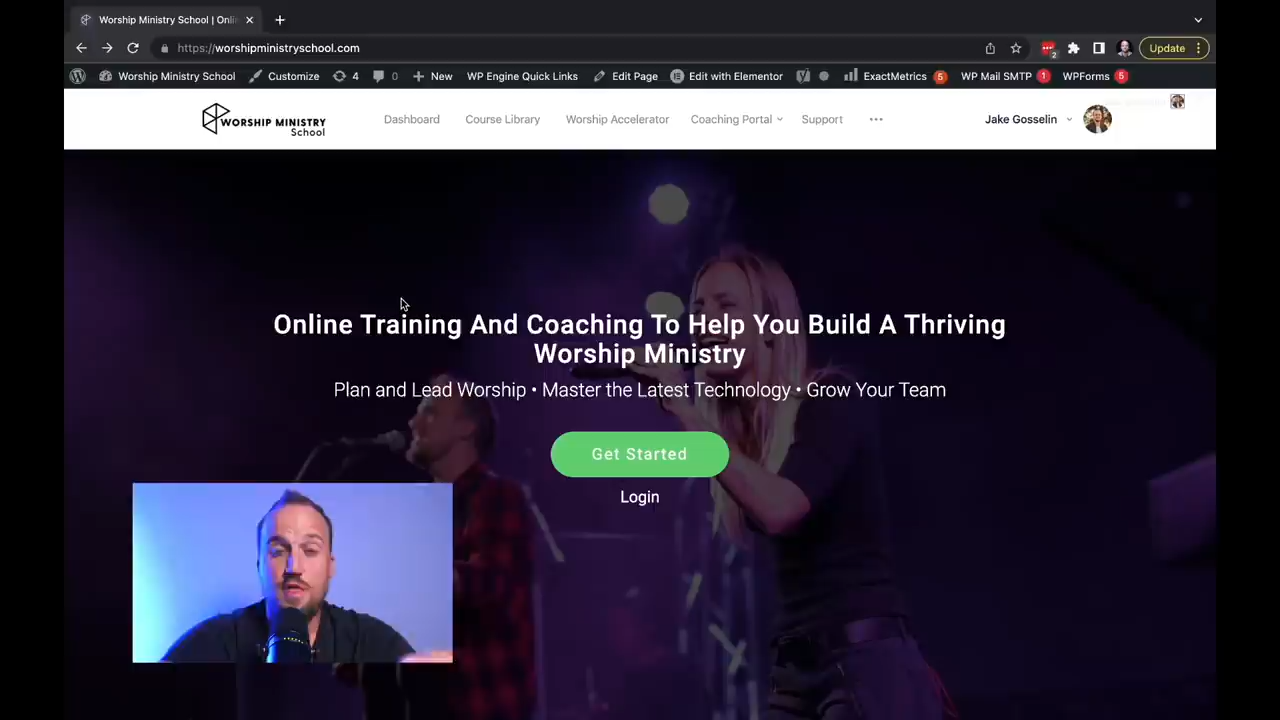 Worship Ministry School | Onli
https://worshipministryschool.com
2
Update
Worship Ministry School
Customize
4
0
New
WP Engine Quick Links
Edit Page
Edit with Elementor
ExactMetrics 5
WP Mail SMTP 1
WPForms 5
WORSHIP MINISTRY
School
Dashboard
Course Library
Worship Accelerator
Coaching Portal
Support
Jake Gosselin
Online Training And Coaching To Help You Build A Thriving
Worship Ministry
Plan and Lead Worship • Master the Latest Technology • Grow Your Team
Get Started
Login